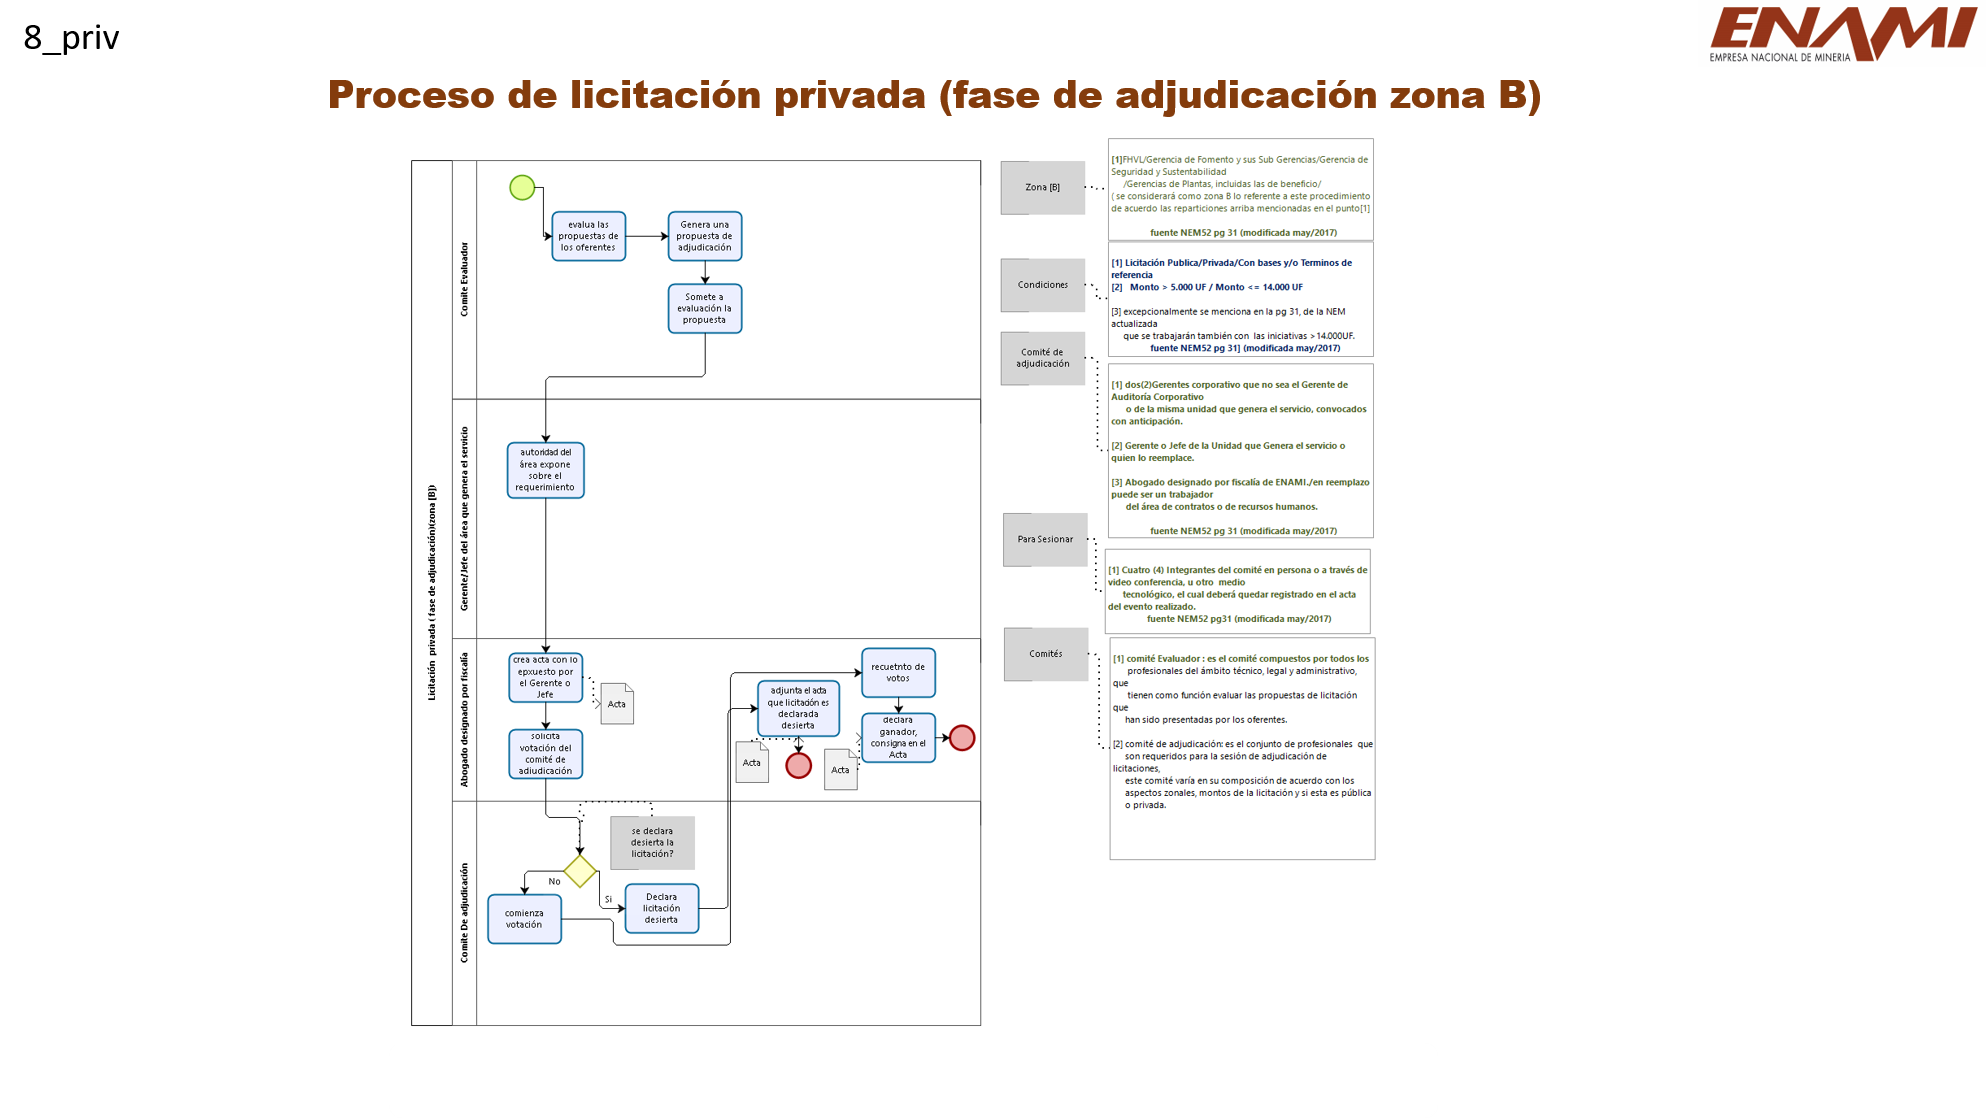 8_priv
ENAMI
EMPRESA NACIONAL DE MINERIA
Proceso de licitación privada (fase de adjudicación zona B)
Licitación privada ( fase de adjudicación)(zona [B])
Comite Evaluador
evalua las
propuestas de
los oferentes
Genera una
propuesta de
adjudicación
Somete a
evaluación la
propuesta
Gerente/Jefe del área que genera el servicio
autoridad del
área expone
sobre el
requerimiento
Abogado designado por fiscalía
crea acta con lo
epxuesto por
el Gerente o
Jefe
Acta
solicita
votación del
comité de
adjudicación
adjunta el acta
que licitación es
declarada
desierta
Acta
recuetnto de
votos
declara
ganador,
consigna en el
Acta
Acta
Comite De adjudicación
se declara
desierta la
licitación?
No
Si
comienza
votación
Declara
licitación
desierta
Zona [B]
[1]FHVL/Gerencia de Fomento y sus Sub Gerencias/Gerencia de
Seguridad y Sustentabilidad
/Gerencias de Plantas, incluidas las de beneficio/
( se considerará como zona B lo referente a este procedimiento
de acuerdo las reparticiones arriba mencionadas en el punto[1]
fuente NEM52 pg 31 (modificada may/2017)
Condiciones
[1] Licitación Publica/Privada/Con bases y/o Terminos de
referencia
[2] Monto > 5.000 UF / Monto <= 14.000 UF
[3] excepcionalmente se menciona en la pg 31, de la NEM
actualizada
que se trabajarán también con las iniciativas > 14.000UF.
fuente NEM52 pg 31] (modificada may/2017)
Comité de
adjudicación
[1] dos(2)Gerentes corporativo que no sea el Gerente de
Auditoría Corporativo
o de la misma unidad que genera el servicio, convocados
con anticipación.
[2] Gerente o Jefe de la Unidad que Genera el servicio o
quien lo reemplace.
[3] Abogado designado por fiscalía de ENAMI./en reemplazo
puede ser un trabajador
del área de contratos o de recursos humanos.
fuente NEM52 pg 31 (modificada may/2017)
Para Sesionar
[1] Cuatro (4) Integrantes del comité en persona o a través de
video conferencia, u otro medio
tecnológico, el cual deberá quedar registrado en el acta
del evento realizado.
fuente NEM52 pg31 (modificada may/2017)
Comités
[1] comité Evaluador : es el comité compuestos por todos los
profesionales del ámbito técnico, legal y administrativo,
que
tienen como función evaluar las propuestas de licitación
que
han sido presentadas por los oferentes.
[2] comité de adjudicación: es el conjunto de profesionales que
son requeridos para la sesión de adjudicación de
licitaciones,
este comité varía en su composición de acuerdo con los
aspectos zonales, montos de la licitación y si esta es pública
o privada.